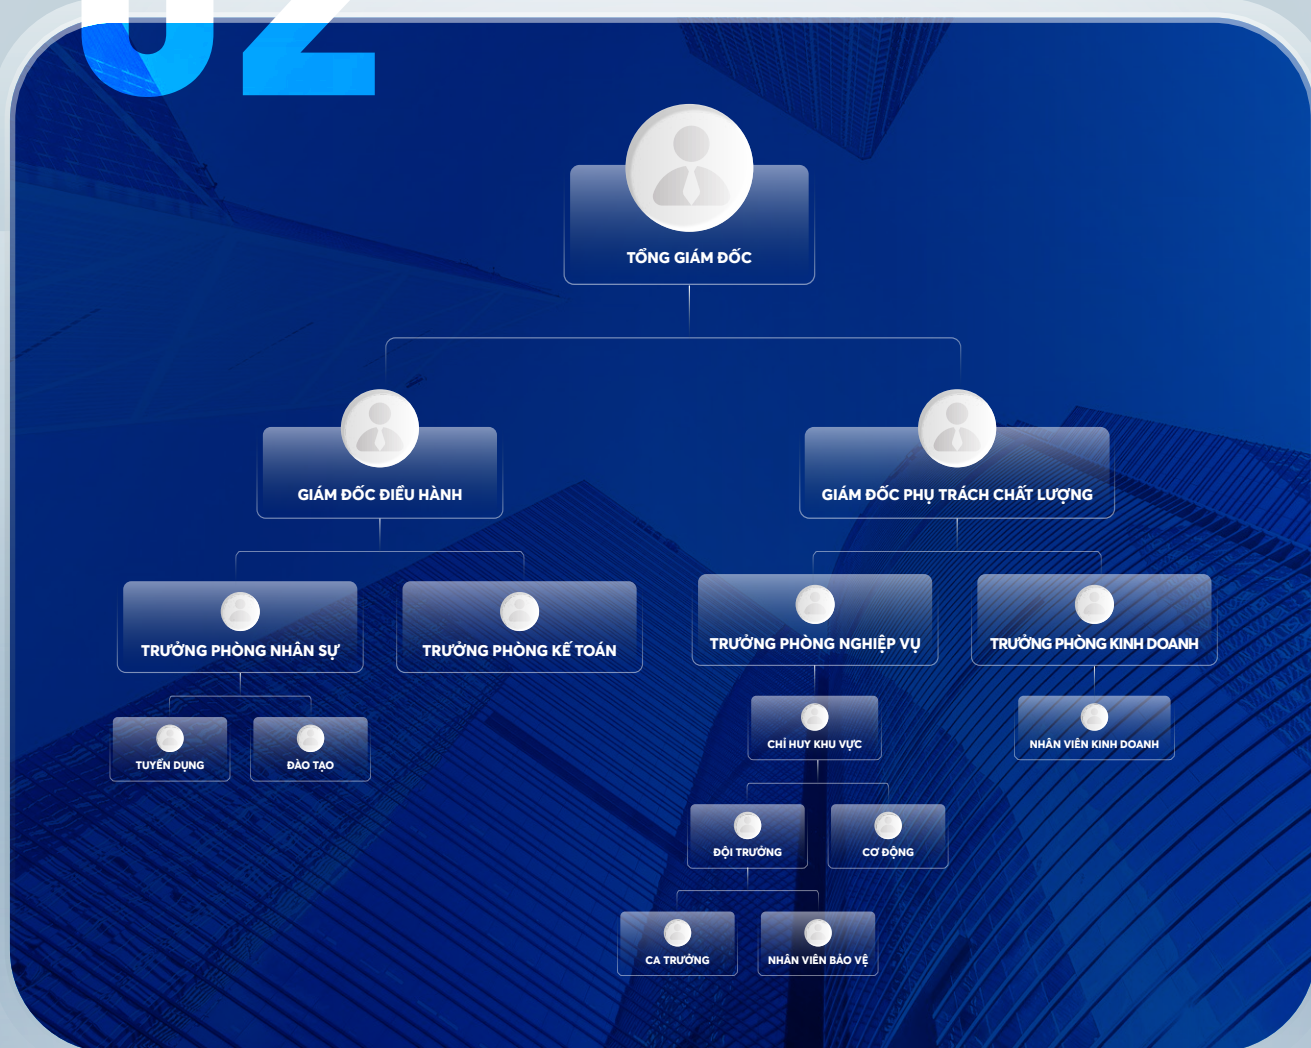 02
TỔNG GIÁM ĐỐC
GIÁM ĐỐC ĐIỀU HÀNH
GIÁM ĐỐC PHỤ TRÁCH CHẤT LƯỢNG
TRƯỞNG PHÒNG NHÂN SỰ
TRƯỞNG PHÒNG KẾ TOÁN
TRƯỞNG PHÒNG NGHIỆP VỤ
TRƯỞNG PHÒNG KINH DOANH
TUYỂN DỤNG
ĐÀO TẠO
CHỈ HUY KHU VỰC
NHÂN VIÊN KINH DOANH
ĐỘI TRƯỞNG
CƠ ĐỘNG
CA TRƯỞNG
NHÂN VIÊN BẢO VỆ